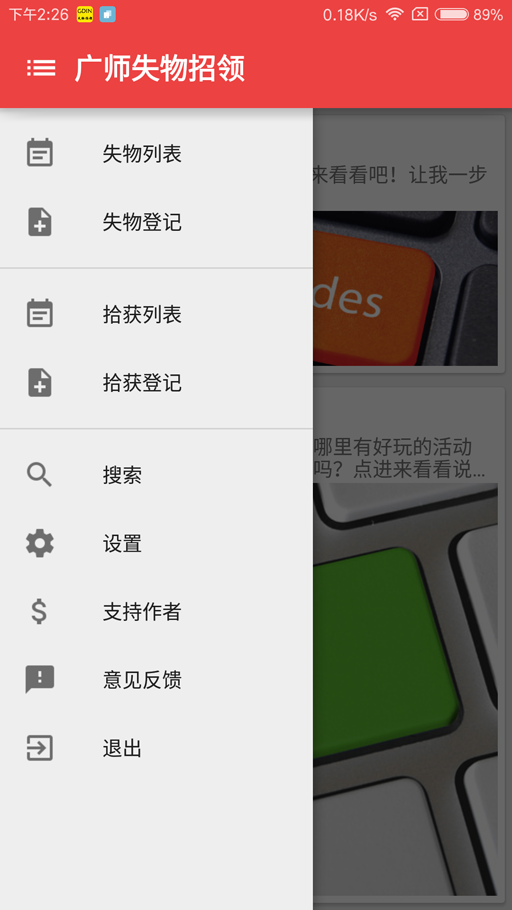 下午2:26
0.18K/s
89%
广师失物招领
失物列表
来看看吧！让我一步
失物登记
des
拾获列表
拾获登记
哪里有好玩的活动
吗？点进来看看说...
搜索
设置
支持作者
意见反馈
退出